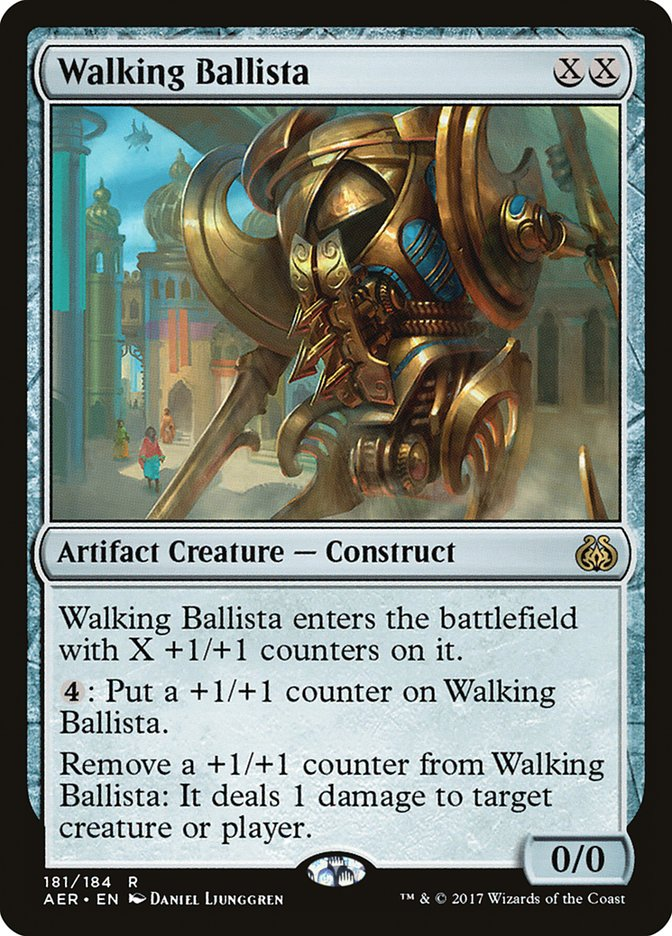 Walking Ballista XX
Artifact Creature — Construct
Walking Ballista enters the battlefield
with X +1/+1 counters on it.
4: Put a +1/+1 counter on Walking
Ballista.
Remove a +1/+1 counter from Walking
Ballista: It deals 1 damage to target
creature or player.
0/0
181/184 R
AER • EN Daniel Ljunggren
™ & © 2017 Wizards of the Coast